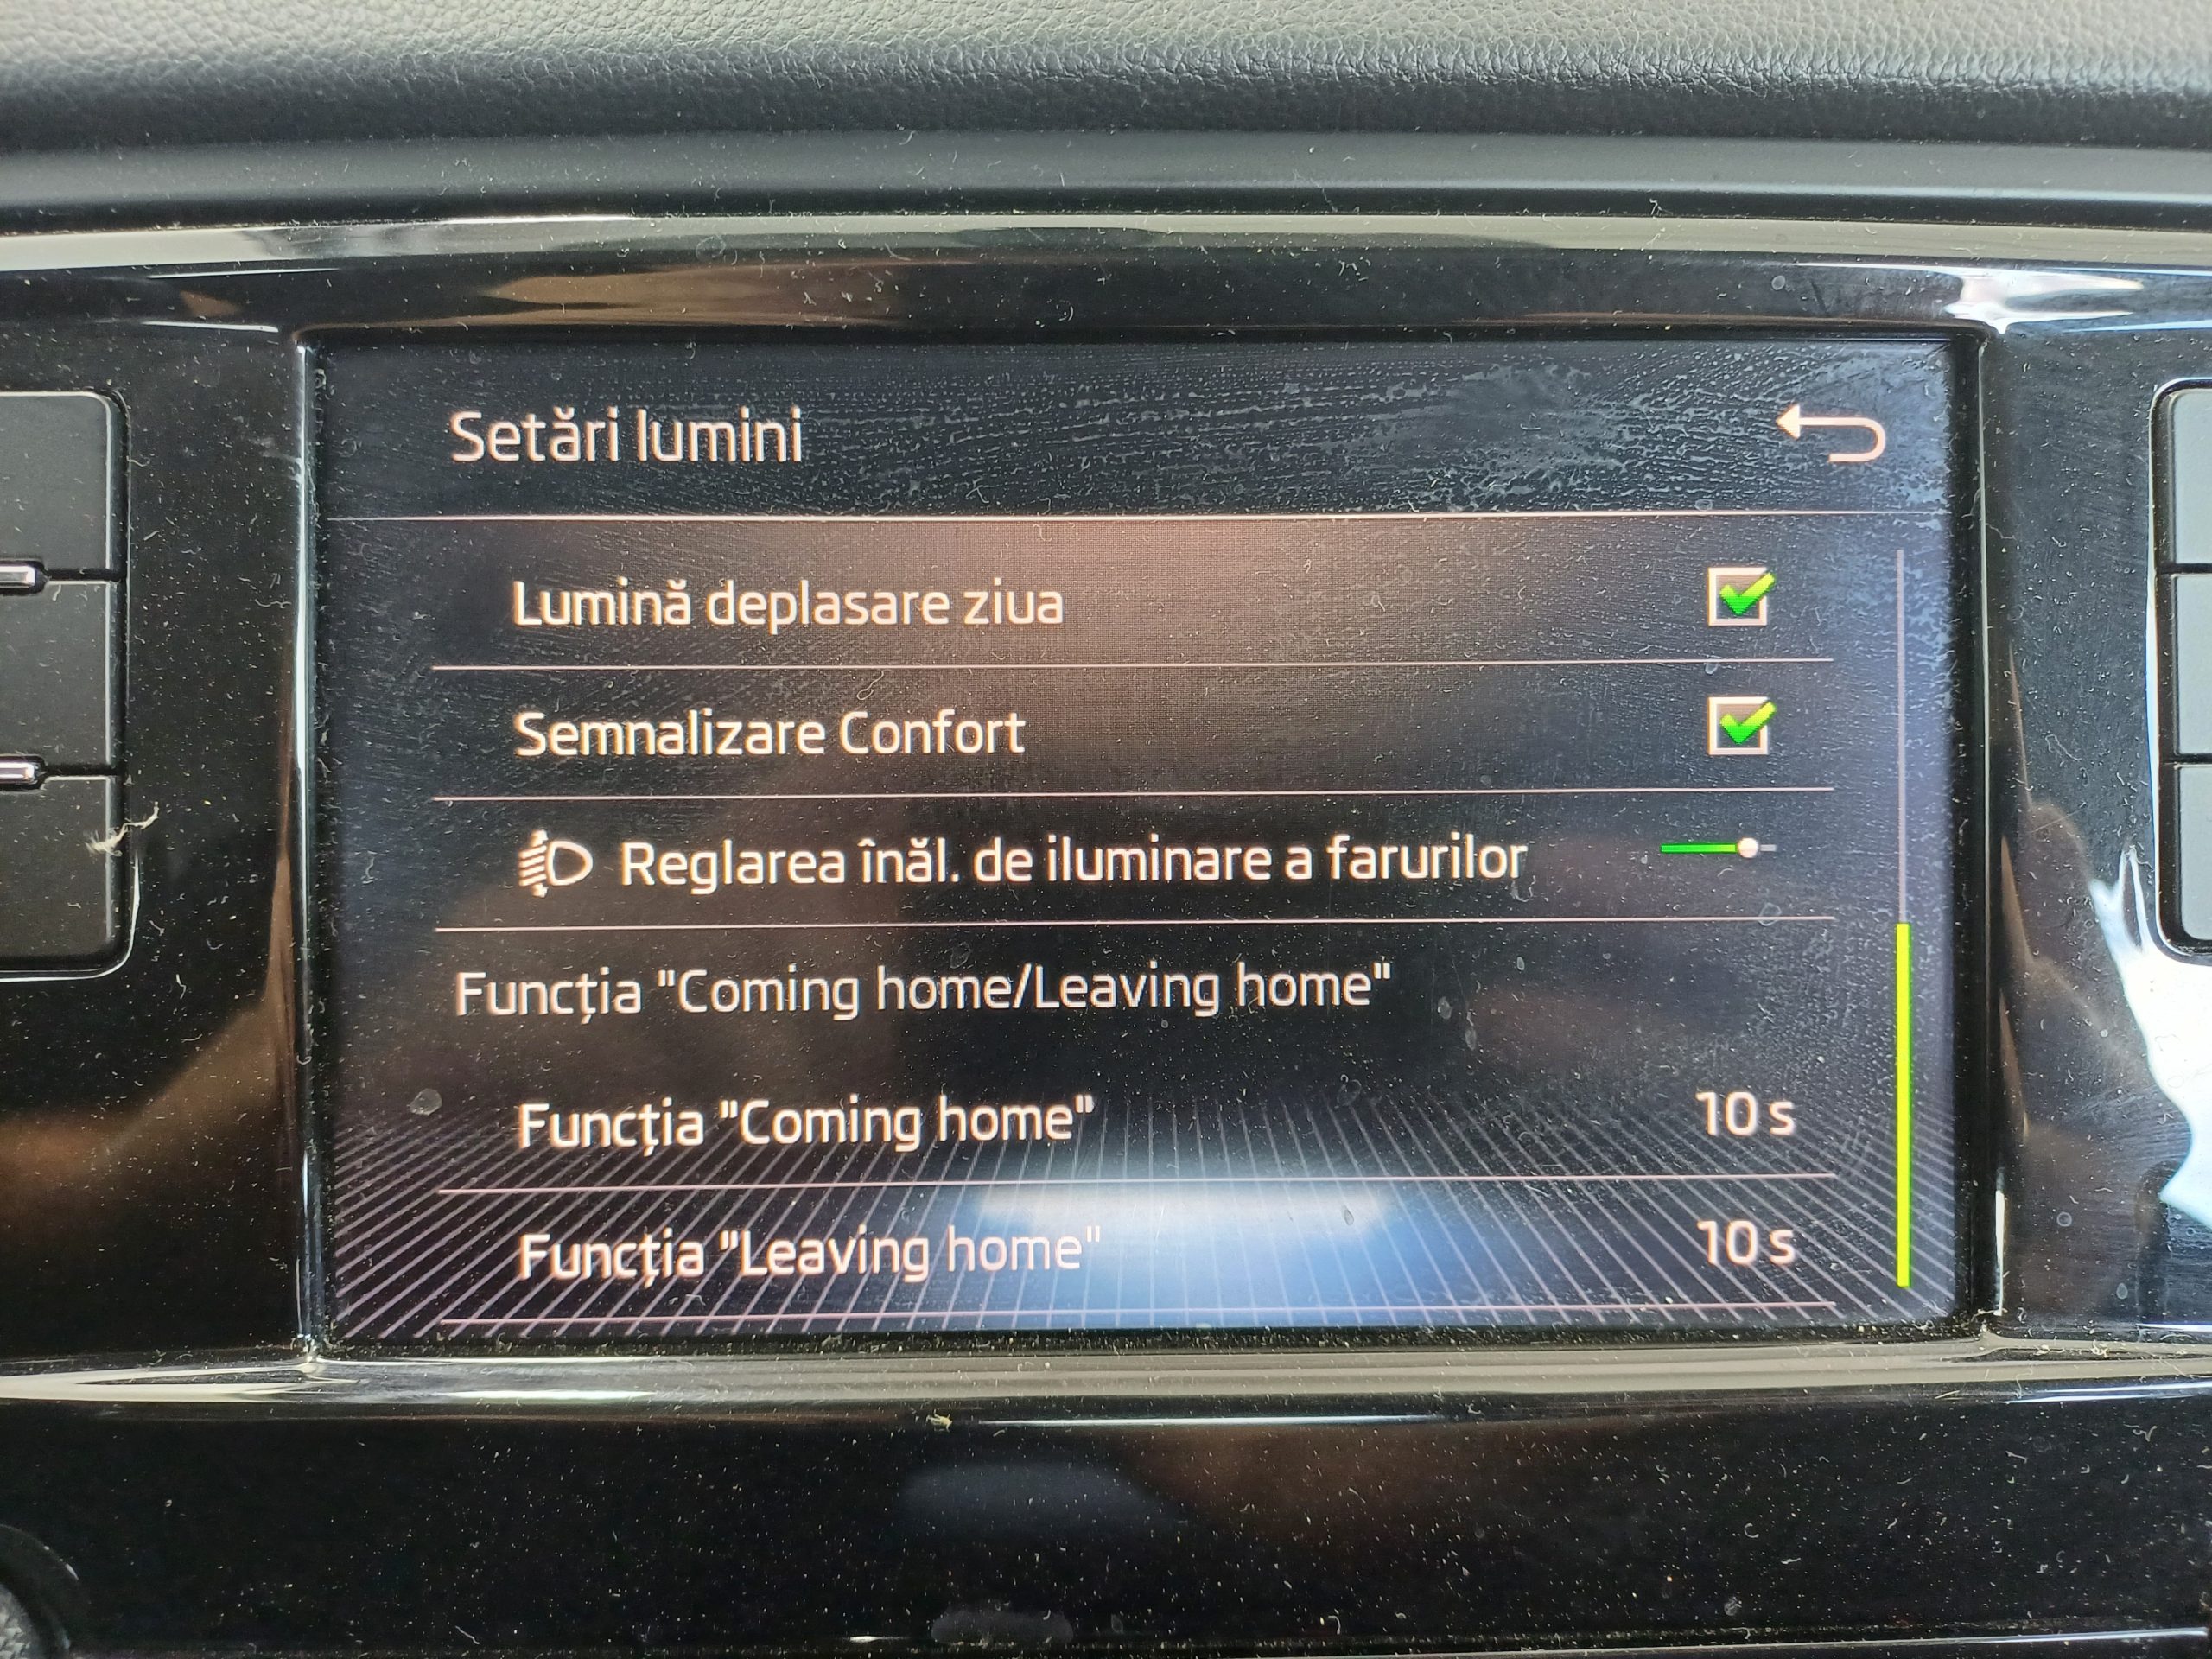 Setări lumini
Lumină deplasare ziua
Semnalizare Confort
Reglarea înăl. de iluminare a farurilor
Funcția "Coming home/Leaving home"
Funcția "Coming home" 10 s
Funcția "Leaving home" 10 s